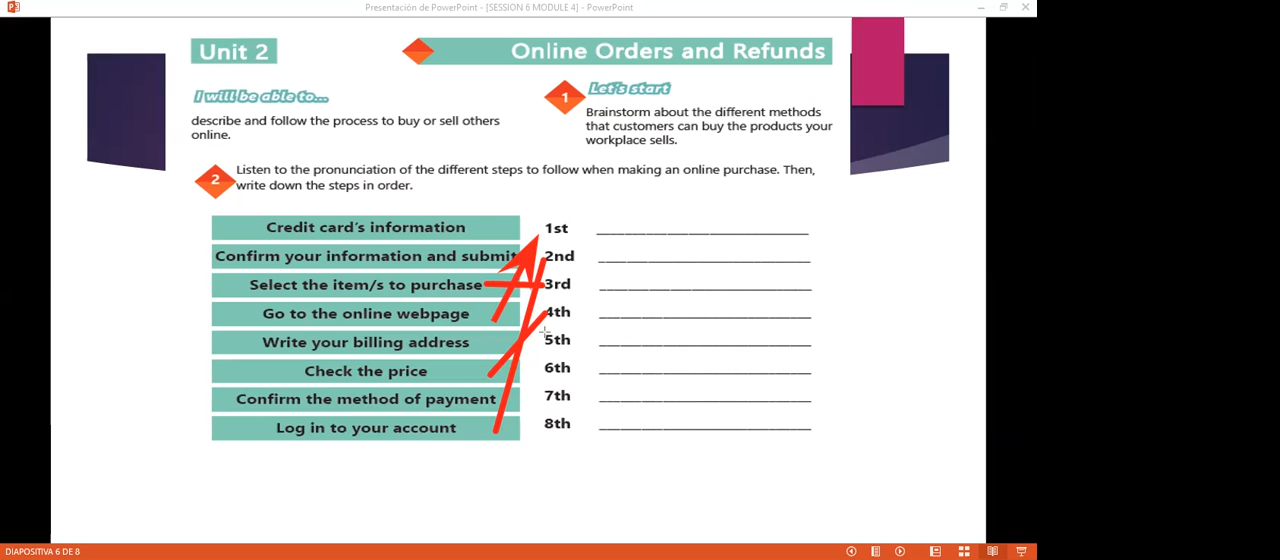 Presentación de PowerPoint - [SESSION 6 MODULE 4] - PowerPoint
Unit 2
Online Orders and Refunds
I will be able to...
describe and follow the process to buy or sell others
online.
1
Let's start
Brainstorm about the different methods
that customers can buy the products your
workplace sells.
2
Listen to the pronunciation of the different steps to follow when making an online purchase. Then,
write down the steps in order.
Credit card's information
Confirm your information and submit
Select the item/s to purchase
Go to the online webpage
Write your billing address
Check the price
Confirm the method of payment
Log in to your account
1st
2nd
3rd
4th
5th
6th
7th
8th
DIAPOSITIVA 6 DE 8